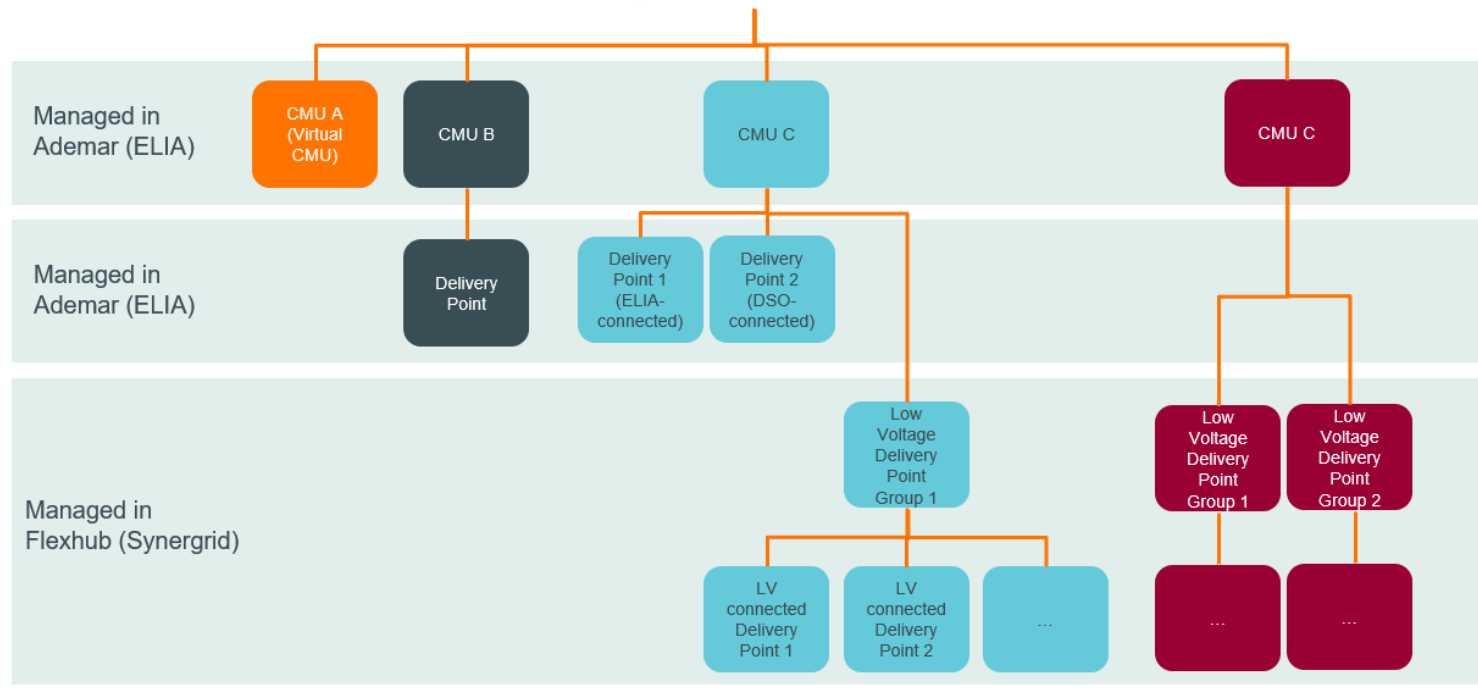 Managed in
Ademar (ELIA)
CMU A
(Virtual
CMU)
CMU B
CMU C
CMU C
Managed in
Ademar (ELIA)
Delivery
Point
Delivery
Point 1
(ELIA-
connected)
Delivery
Point 2
(DSO-
connected)
Managed in
Flexhub (Synergrid)
Low
Voltage
Delivery
Point
Group 1
Low
Voltage
Delivery
Point
Group 1
Low
Voltage
Delivery
Point
Group 2
LV
connected
Delivery
Point 1
LV
connected
Delivery
Point 2
...
...
...